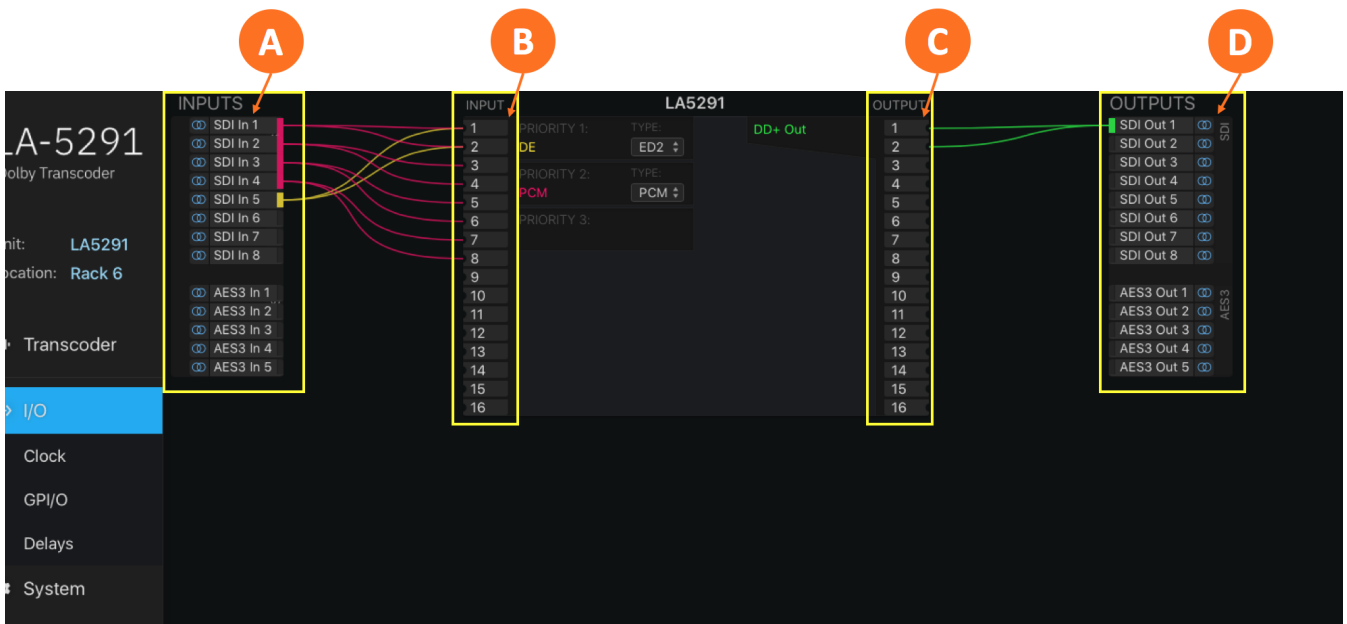 A
B
C
D
LA-5291
Dolby Transcoder
Unit: LA5291
Location: Rack 6
Transcoder
I/O
Clock
GPI/O
Delays
System
INPUTS
SDI In 1
SDI In 2
SDI In 3
SDI In 4
SDI In 5
SDI In 6
SDI In 7
SDI In 8
AES3 In 1
AES3 In 2
AES3 In 3
AES3 In 4
AES3 In 5
INPUT
1
2
3
4
5
6
7
8
9
10
11
12
13
14
15
16
LA5291
PRIORITY 1: TYPE:
DE ED2
PRIORITY 2: TYPE:
PCM PCM
PRIORITY 3:
DD+ Out
OUTPUT
1
2
3
4
5
6
7
8
9
10
11
12
13
14
15
16
OUTPUTS
SDI Out 1
SDI Out 2
SDI Out 3
SDI Out 4
SDI Out 5
SDI Out 6
SDI Out 7
SDI Out 8
SDI
AES3 Out 1
AES3 Out 2
AES3 Out 3
AES3 Out 4
AES3 Out 5
AES3